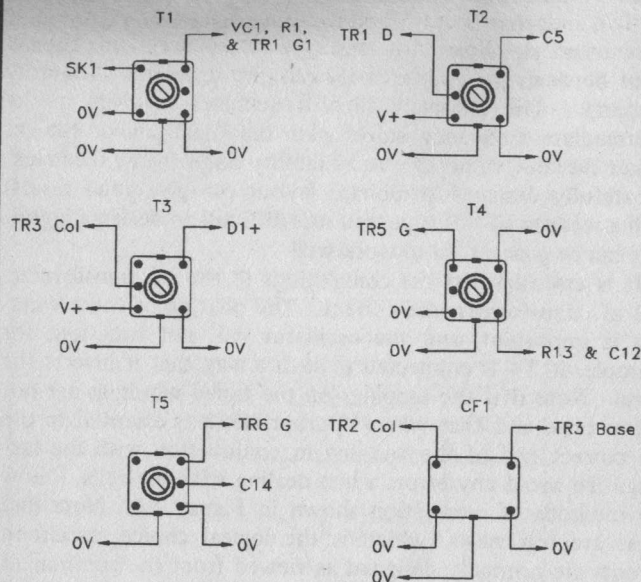 T1
VC1, R1,
& TR1 G1
SK1
0V
0V
0V
T2
TR1 D
C5
V+
0V
0V
T3
TR3 Col
D1+
V+
0V
0V
T4
TR5 G
0V
0V
0V
R13 & C12
T5
TR6 G
C14
0V
0V
CF1
TR2 Col
TR3 Base
0V
0V
0V